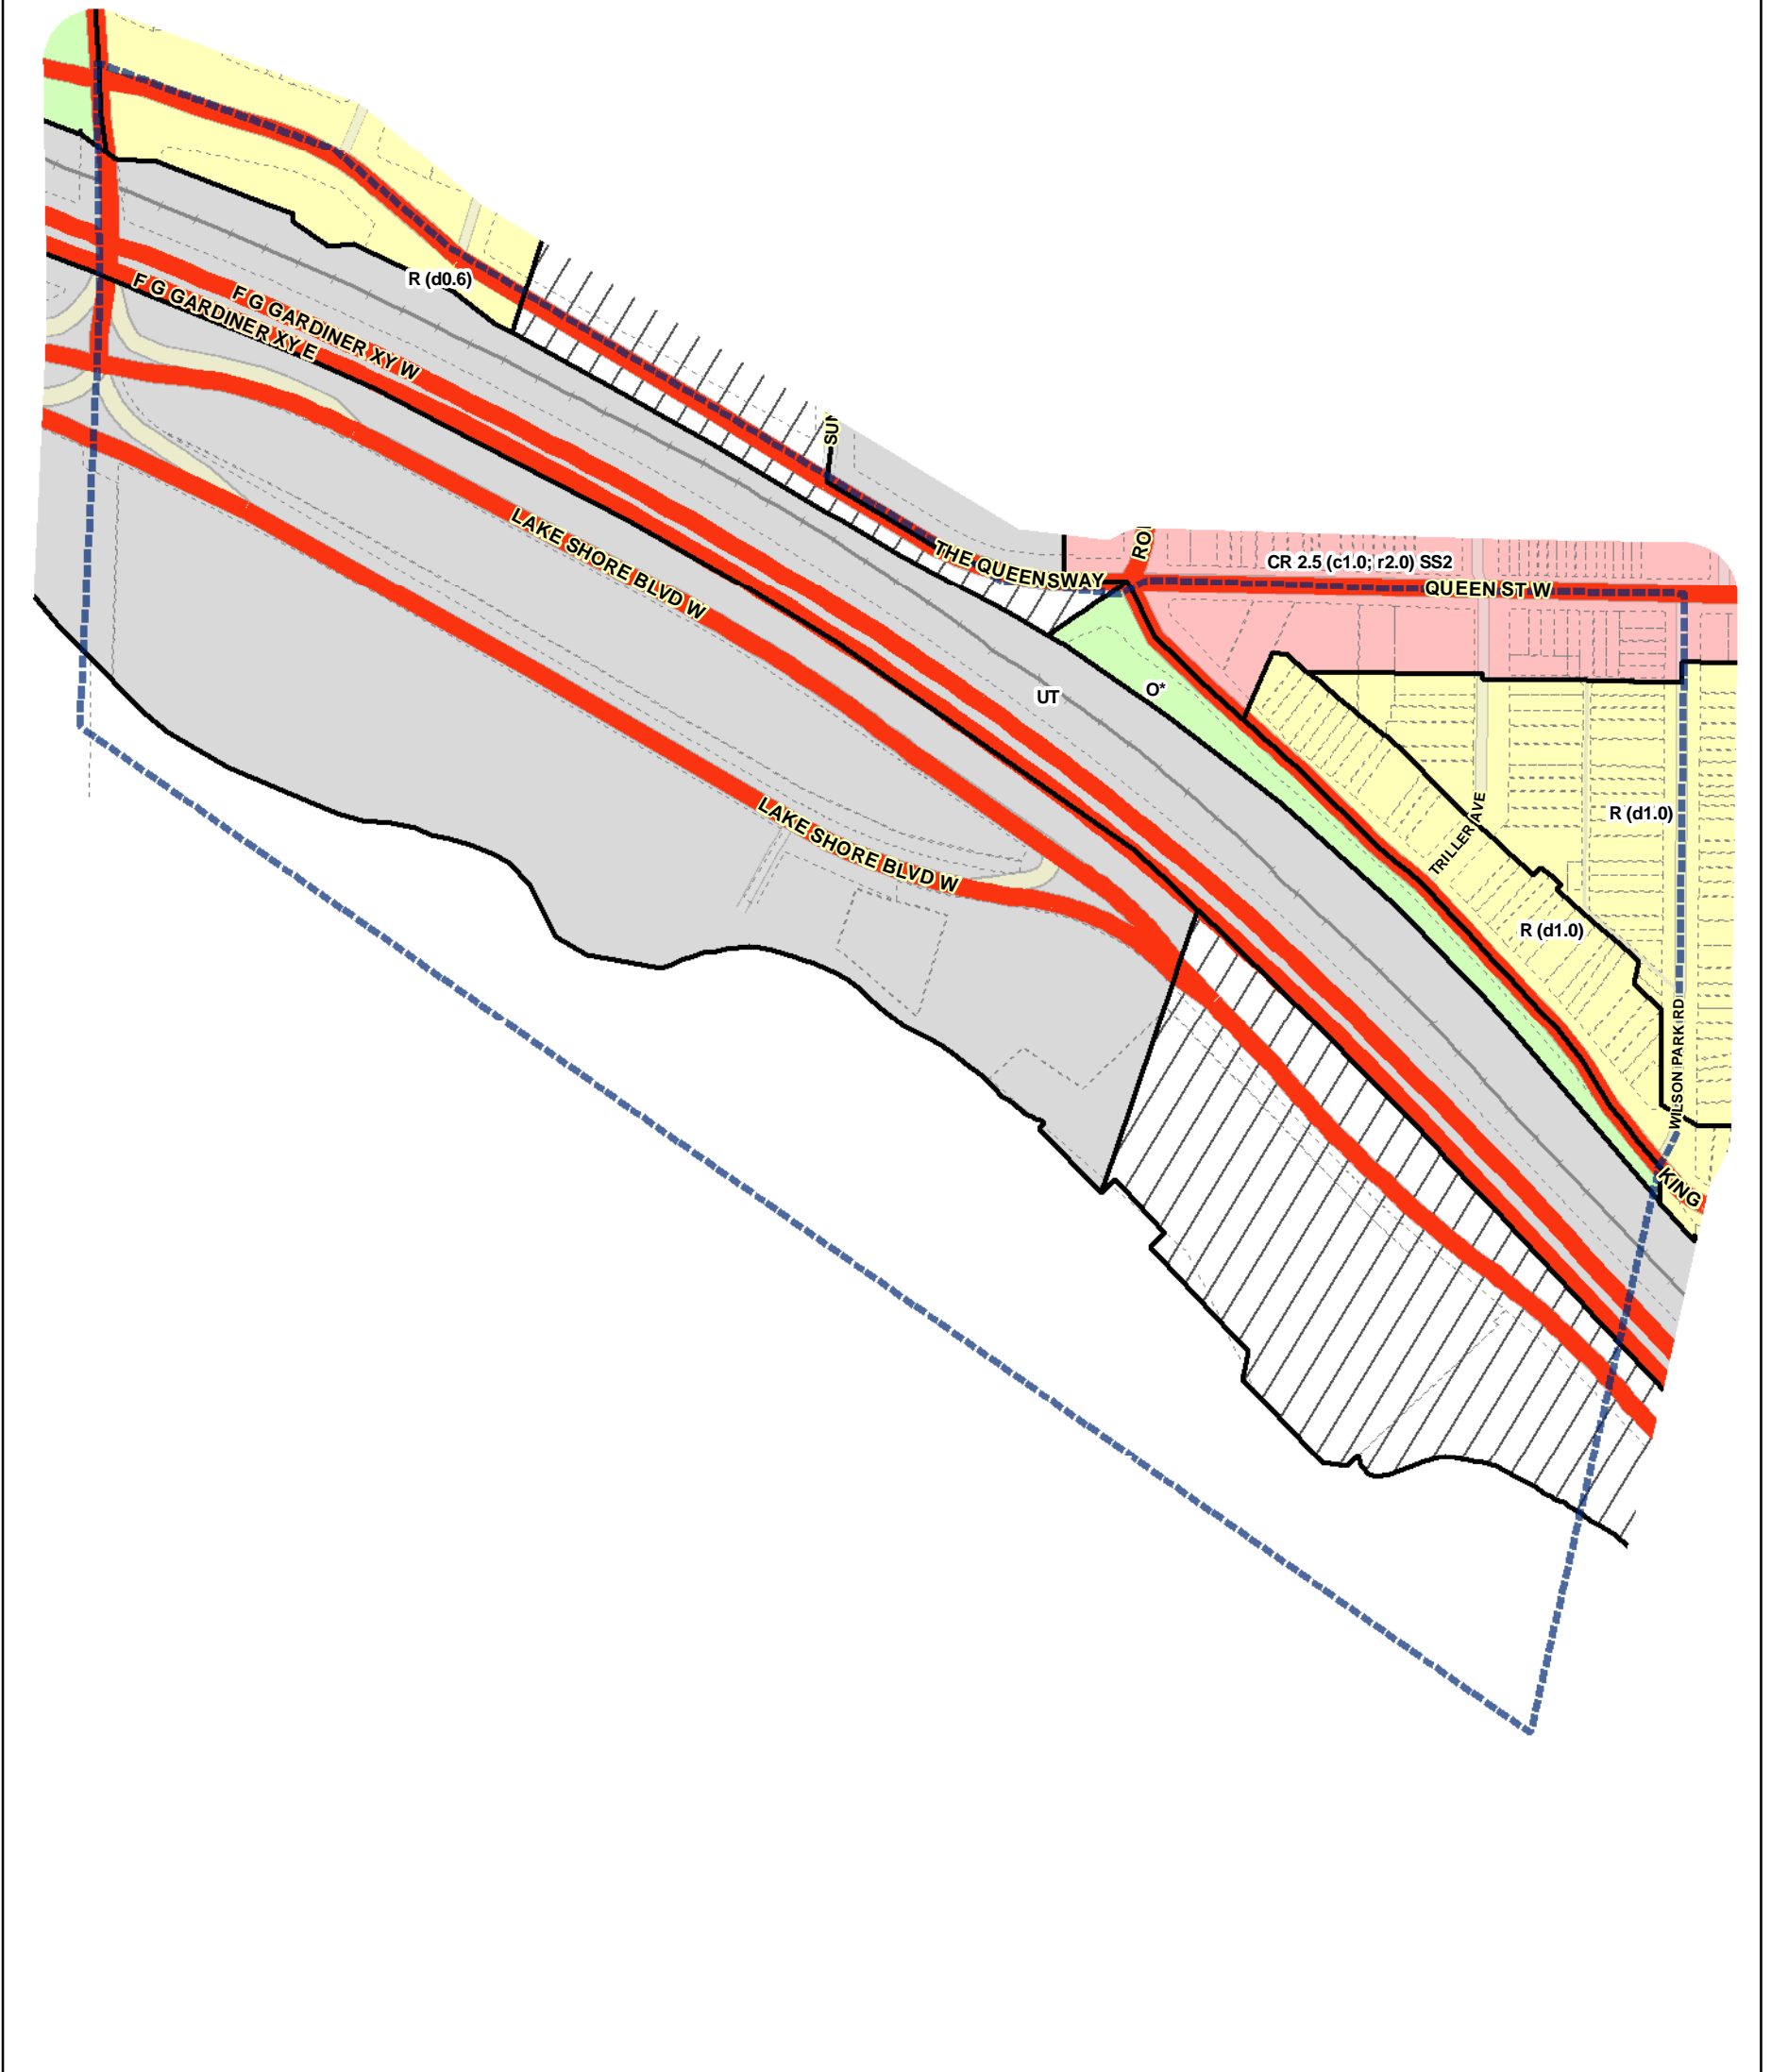 R (d0.6)
F G GARDINER XY W
F G GARDINER XY E
SUN
LAKE SHORE BLVD W
THE QUEENSWAY
CR 2.5 (c1.0; r2.0) SS2
QUEEN ST W
UT
O*
R (d1.0)
TRILLER AVE
LAKE SHORE BLVD W
R (d1.0)
WILSON PARK RD
KING